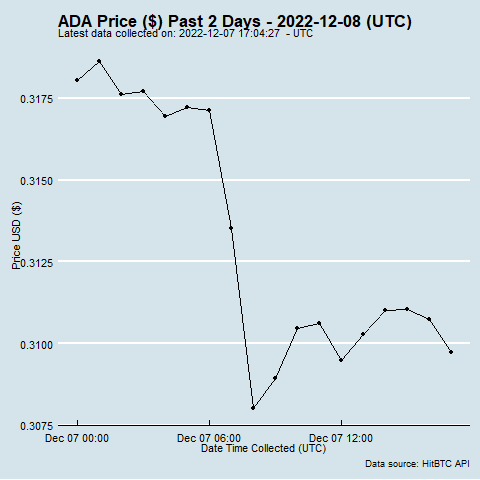 ADA Price ($) Past 2 Days - 2022-12-08 (UTC)
Latest data collected on: 2022-12-07 17:04:27  - UTC
0.3175
0.3150
0.3125
0.3100
0.3075
Price USD ($)
Dec 07 00:00 Dec 07 06:00 Dec 07 12:00
Date Time Collected (UTC)
Data source: HitBTC API